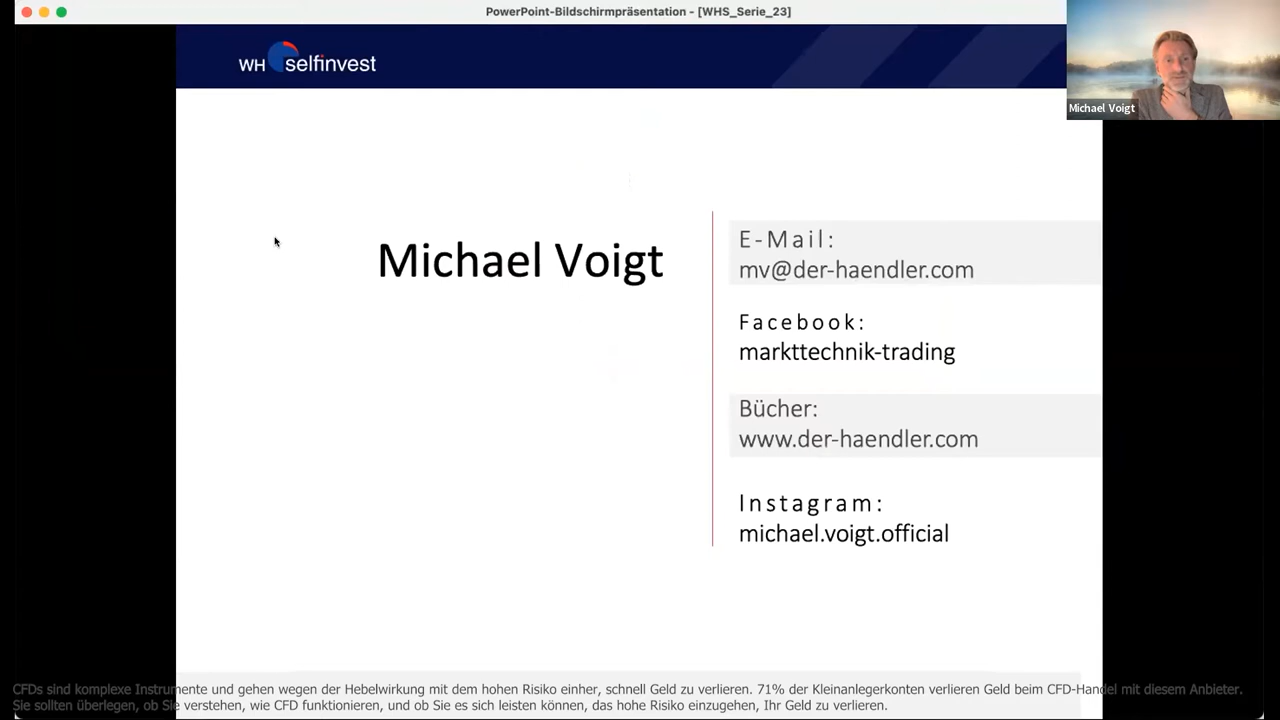 PowerPoint-Bildschirmpräsentation - [WHS_Serie_23]
WH selfinvest
Michael Voigt
Michael Voigt
E-Mail:
mv@der-haendler.com
Facebook:
markttechnik-trading
Bücher:
www.der-haendler.com
Instagram:
michael.voigt.official
CFDs sind komplexe Instrumente und gehen wegen der Hebelwirkung mit dem hohen Risiko einher, schnell Geld zu verlieren. 71% der Kleinanlegerkonten verlieren Geld beim CFD-Handel mit diesem Anbieter.
Sie sollten überlegen, ob Sie verstehen, wie CFD funktionieren, und ob Sie es sich leisten können, das hohe Risiko einzugehen, Ihr Geld zu verlieren.